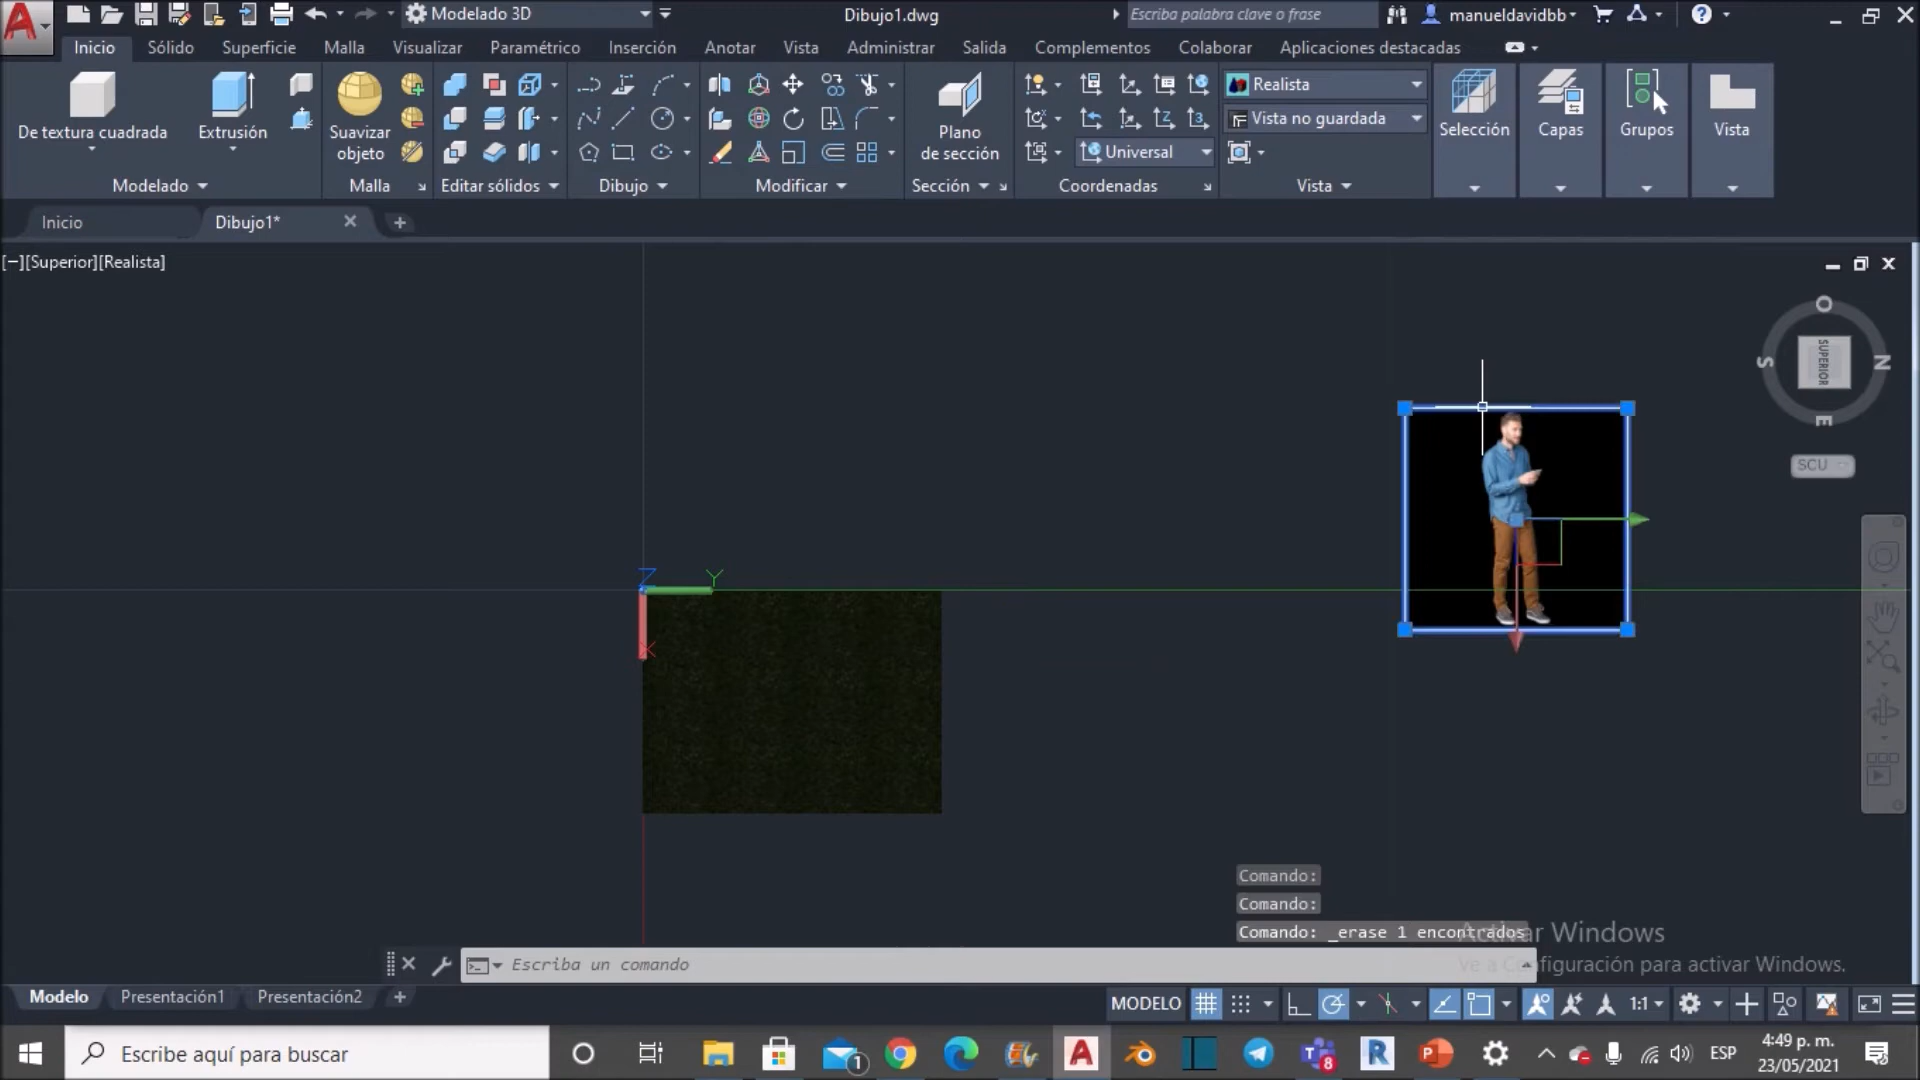 Modelado 3D
Dibujo1.dwg
Escriba palabra clave o frase
manueldavidbb
Inicio Sólido Superficie Malla Visualizar Paramétrico Inserción Anotar Vista Administrar Salida Complementos Colaborar Aplicaciones destacadas
De textura cuadrada
Extrusión
Suavizar
objeto
Plano
de sección
Realista
Vista no guardada
Universal
Selección
Capas
Grupos
Vista
Modelado
Malla
Editar sólidos
Dibujo
Modificar
Sección
Coordenadas
Vista
Inicio
Dibujo1*
[−][Superior][Realista]
O
S
SUPERIOR
N
E
SCU
Z
Y
X
Comando:
Comando:
Comando: _erase 1 encontrados
Activar Windows
Ve a Configuración para activar Windows.
Escriba un comando
Modelo
Presentación1
Presentación2
MODELO
1:1
Escribe aquí para buscar
1
8
ESP
4:49 p. m.
23/05/2021